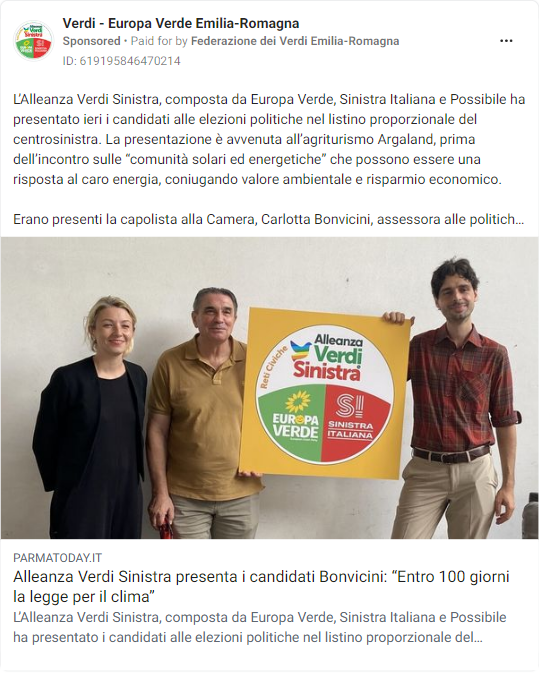 Verdi - Europa Verde Emilia-Romagna
Sponsored • Paid for by Federazione dei Verdi Emilia-Romagna
ID: 619195846470214
L'Alleanza Verdi Sinistra, composta da Europa Verde, Sinistra Italiana e Possibile ha
presentato ieri i candidati alle elezioni politiche nel listino proporzionale del
centrosinistra. La presentazione è avvenuta all'agriturismo Argaland, prima
dell'incontro sulle “comunità solari ed energetiche” che possono essere una
risposta al caro energia, coniugando valore ambientale e risparmio economico.
Erano presenti la capolista alla Camera, Carlotta Bonvicini, assessora alle politich...
Reti Civiche
Alleanza
Verdi
Sinistra
EUROPA
VERDE
S!
SINISTRA
ITALIANA
PARMATODAY.IT
Alleanza Verdi Sinistra presenta i candidati Bonvicini: “Entro 100 giorni
la legge per il clima”
L'Alleanza Verdi Sinistra, composta da Europa Verde, Sinistra Italiana e Possibile
ha presentato i candidati alle elezioni politiche nel listino proporzionale del...